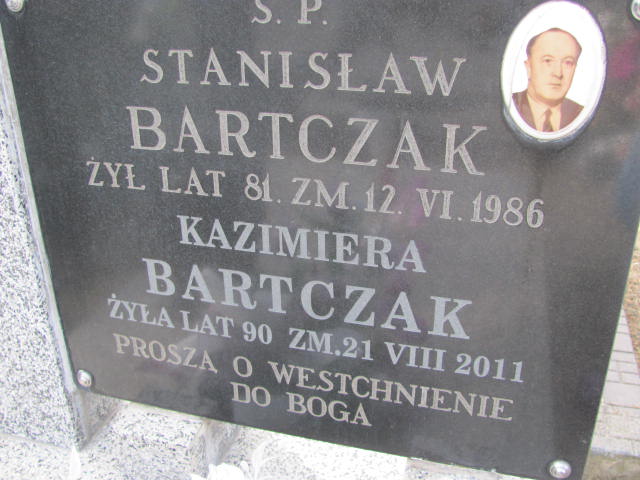 Ś. P.
STANISŁAW
BARTCZAK
ŻYŁ LAT 81. ZM. 12. VI. 1986
KAZIMIERA
BARTCZAK
ŻYŁA LAT 90 ZM.21 VIII 2011
PROSZĄ O WESTCHNIENIE
DO BOGA